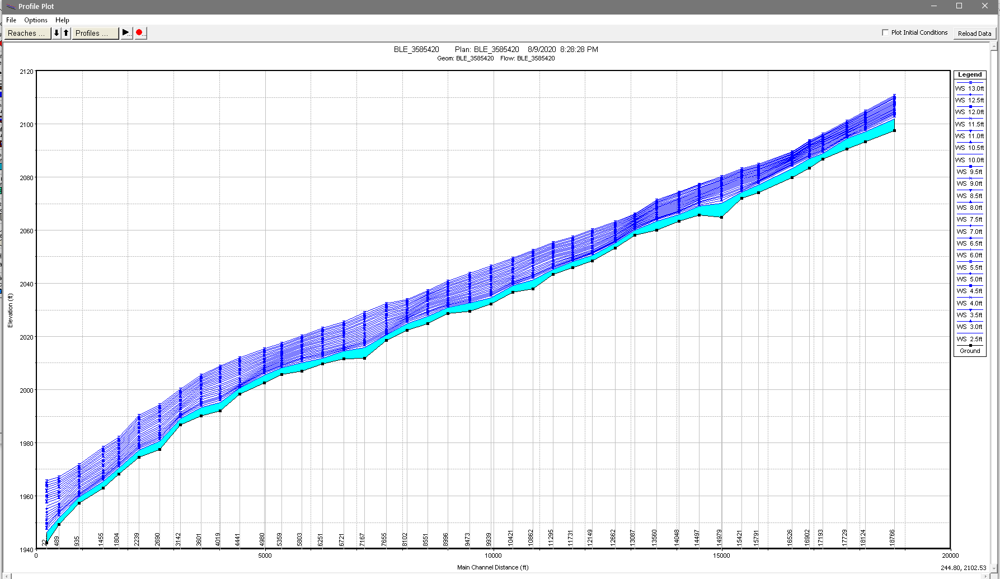 Profile Plot
File Options Help
Reaches ... Profiles ... Plot Initial Conditions Reload Data
BLE_3585420 Plan: BLE_3585420 8/9/2020 8:28:28 PM
Geom: BLE_3585420 Flow: BLE_3585420
Legend
WS 13.0ft
WS 12.5ft
WS 12.0ft
WS 11.5ft
WS 11.0ft
WS 10.5ft
WS 10.0ft
WS 9.5ft
WS 9.0ft
WS 8.5ft
WS 8.0ft
WS 7.5ft
WS 7.0ft
WS 6.5ft
WS 6.0ft
WS 5.5ft
WS 5.0ft
WS 4.5ft
WS 4.0ft
WS 3.5ft
WS 3.0ft
WS 2.5ft
Ground
2120
2100
2080
2060
2040
2020
2000
1980
1960
1940
Elevation (ft)
489
935
1455
1804
2239
2690
3142
3601
4019
4441
4980
5359
5803
6251
6721
7167
7655
8102
8551
8996
9473
9939
10421
10862
11295
11731
12149
12662
13087
13560
14048
14497
14979
15421
15791
16526
16902
17193
17729
18124
18766
0 5000 10000 15000 20000
Main Channel Distance (ft)
244.80, 2102.53